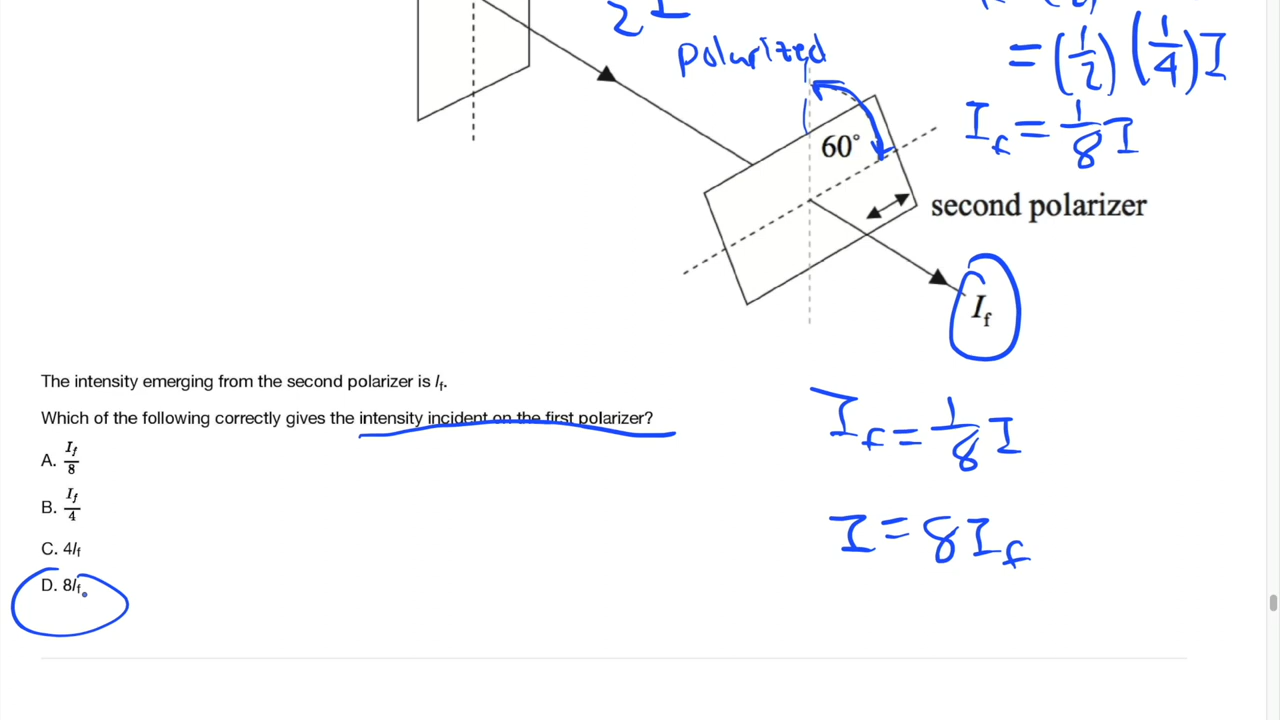 ½ I
polarized
= (1/2) (1/4) I
I_f = 1/8 I
60°
second polarizer
I_f
The intensity emerging from the second polarizer is I_f.
Which of the following correctly gives the intensity incident on the first polarizer?
A. I_f/8
B. I_f/4
C. 4I_f
D. 8I_f
I_f = 1/8 I
I = 8 I_f